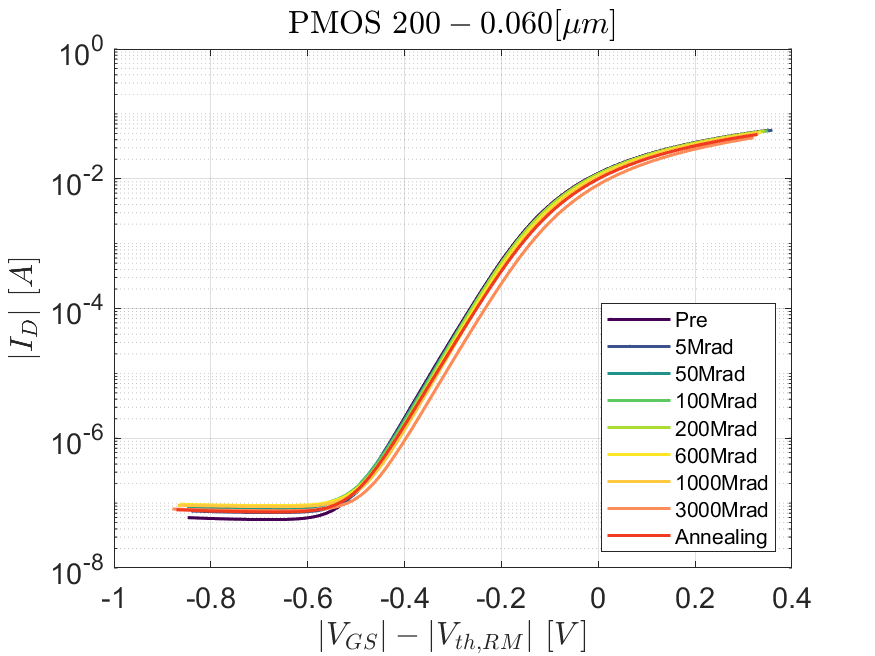 PMOS 200 − 0.060[μm]
|I_D| [A]
10^0
10^-2
10^-4
10^-6
10^-8
Pre
5Mrad
50Mrad
100Mrad
200Mrad
600Mrad
1000Mrad
3000Mrad
Annealing
-1 -0.8 -0.6 -0.4 -0.2 0 0.2 0.4
|V_GS| − |V_th,RM| [V]